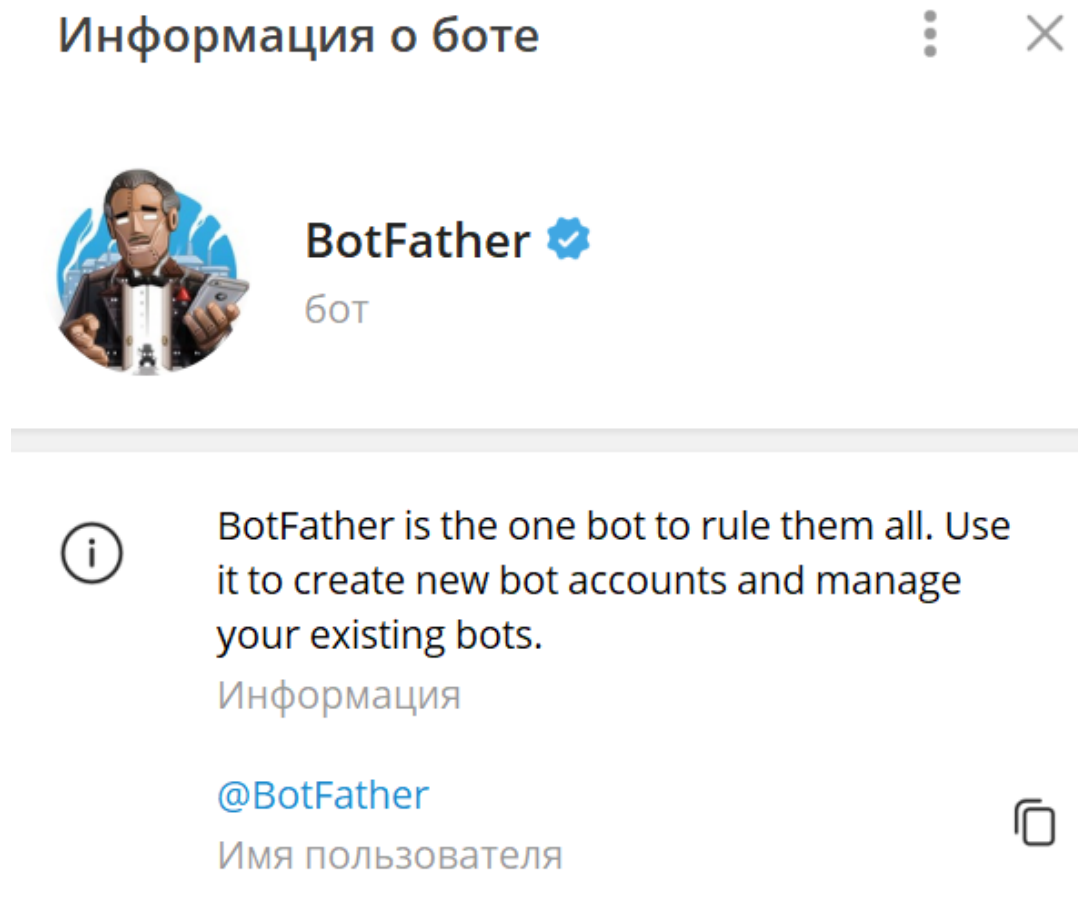 Информация о боте
BotFather
бот
BotFather is the one bot to rule them all. Use
it to create new bot accounts and manage
your existing bots.
Информация
@BotFather
Имя пользователя